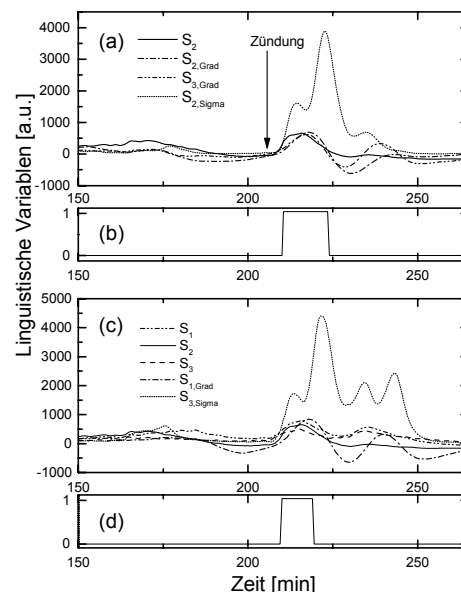 Linguistische Variablen [a.u.]
(a)
S2
S2,Grad
S3,Grad
S2,Sigma
Zündung
4000
3000
2000
1000
0
-1000
150 200 250
(b)
1
0
150 200 250
(c)
S1
S2
S3
S1,Grad
S3,Sigma
5000
4000
3000
2000
1000
0
-1000
150 200 250
(d)
1
0
150 200 250
Zeit [min]